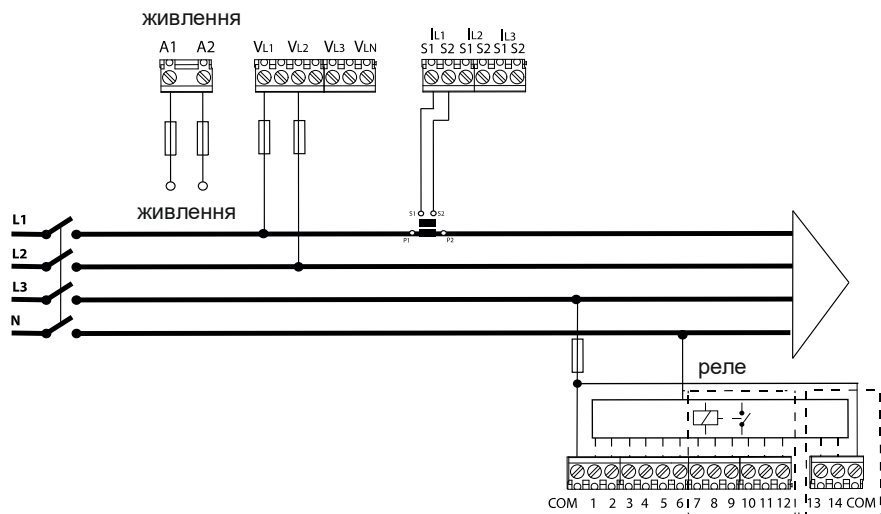 живлення
A1 A2 VL1 VL2 VL3 VLN
IL1 IL2 IL3
S1 S2 S1 S2 S1 S2
живлення
S1 S2
L1
P1 P2
L2
L3
N
реле
COM 1 2 3 4 5 6 7 8 9 10 11 12 13 14 COM